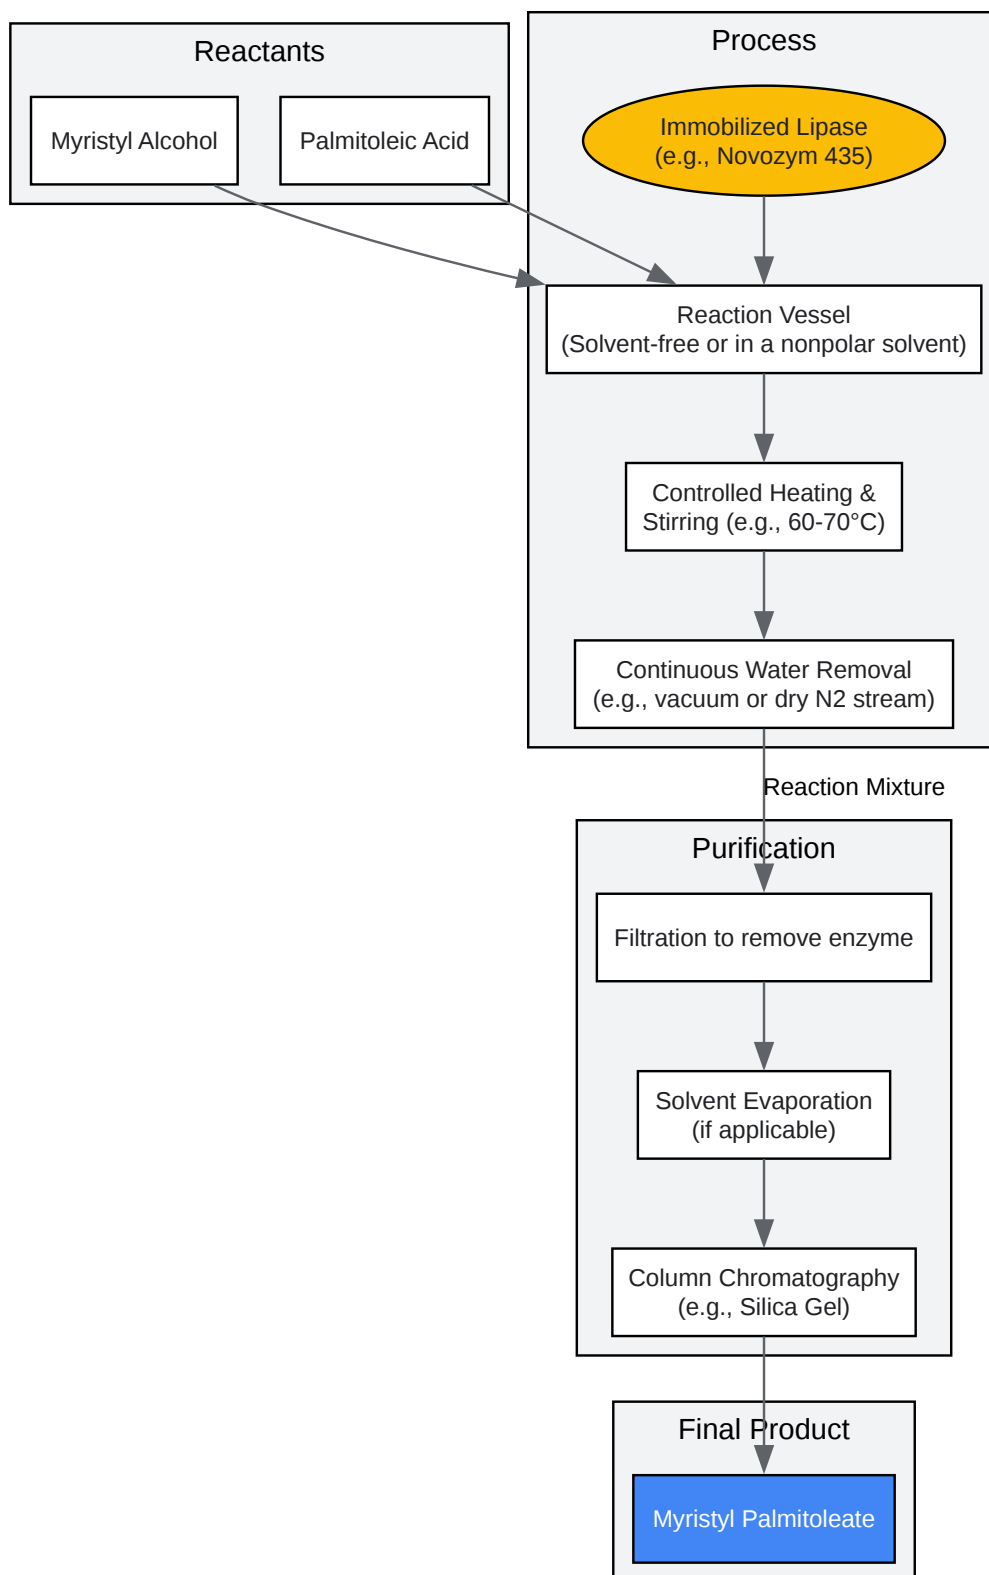 Reactants
Myristyl Alcohol
Palmitoleic Acid
Process
Immobilized Lipase
(e.g., Novozym 435)
Reaction Vessel
(Solvent-free or in a nonpolar solvent)
Controlled Heating &
Stirring (e.g., 60-70°C)
Continuous Water Removal
(e.g., vacuum or dry N2 stream)
Reaction Mixture
Purification
Filtration to remove enzyme
Solvent Evaporation
(if applicable)
Column Chromatography
(e.g., Silica Gel)
Final Product
Myristyl Palmitoleate